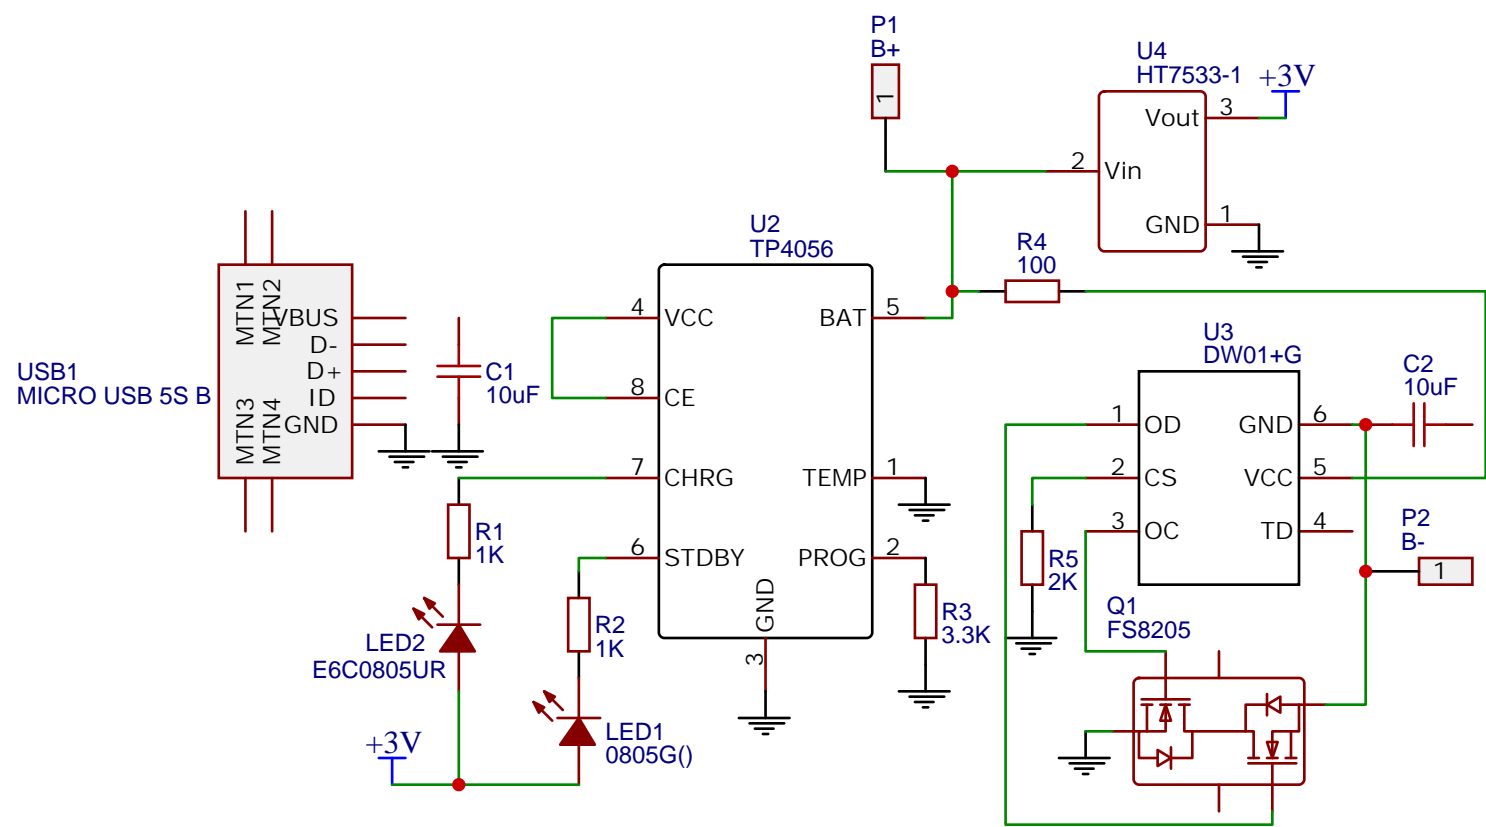 P1
B+
1
U4
HT7533-1
+3V
Vout
3
2
Vin
GND
1
U2
TP4056
R4
100
USB1
MICRO USB 5S B
MTN1
MTN2
VBUS
D-
D+
ID
GND
MTN3
MTN4
C1
10uF
4
VCC
BAT
5
8
CE
7
CHRG
TEMP
1
6
STDBY
PROG
2
GND
3
U3
DW01+G
C2
10uF
1
OD
GND
6
2
CS
VCC
5
3
OC
TD
4
P2
B-
1
R1
1K
R2
1K
R3
3.3K
R5
2K
Q1
FS8205
LED2
E6C0805UR
LED1
0805G()
+3V